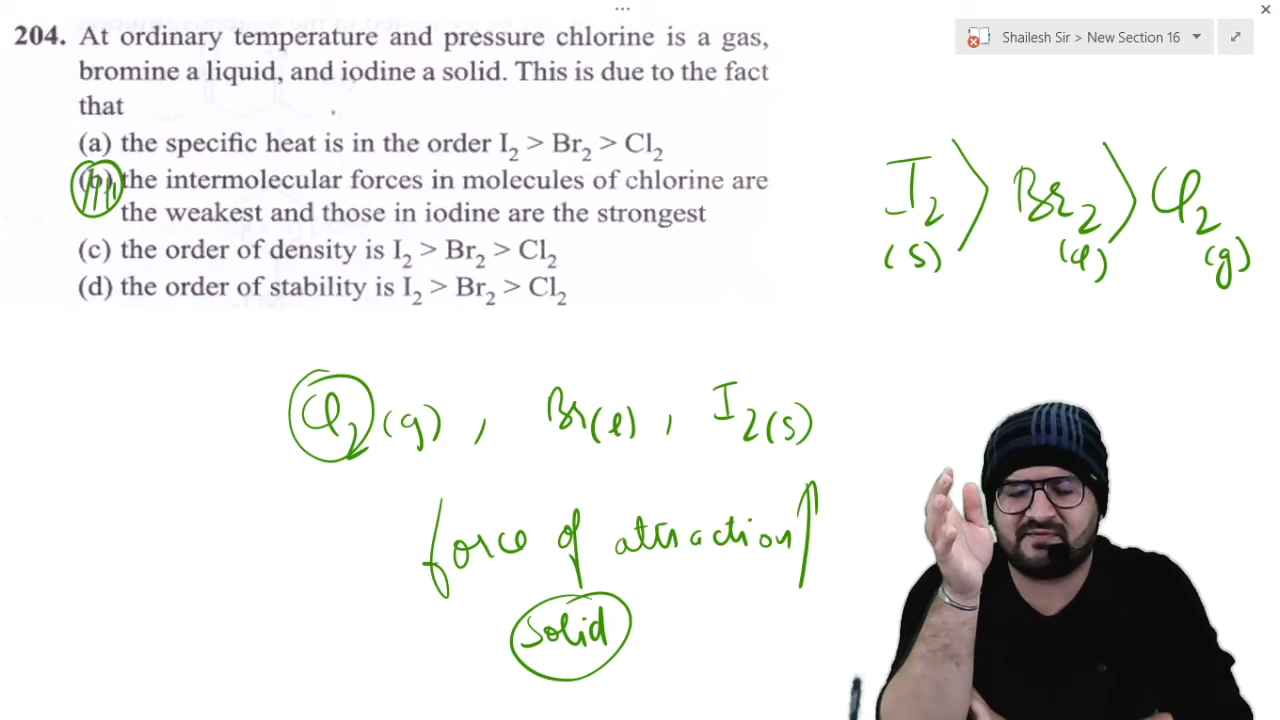 ...
Shailesh Sir > New Section 16
204. At ordinary temperature and pressure chlorine is a gas,
bromine a liquid, and iodine a solid. This is due to the fact
that
(a) the specific heat is in the order I₂ > Br₂ > Cl₂
(b) the intermolecular forces in molecules of chlorine are
the weakest and those in iodine are the strongest
(c) the order of density is I₂ > Br₂ > Cl₂
(d) the order of stability is I₂ > Br₂ > Cl₂
I₂ > Br₂ > Cl₂
(s) (l) (g)
Cl₂(g), Br(l), I₂(s)
force of attraction↑
solid